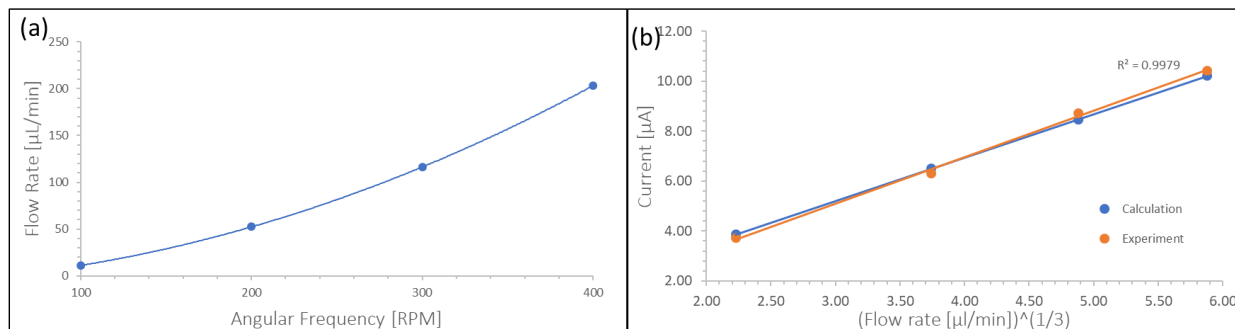 (a)
250
200
150
100
50
0
Flow Rate [µL/min]
100
200
300
400
Angular Frequency [RPM]
(b)
12.00
10.00
8.00
6.00
4.00
2.00
Current [µA]
R² = 0.9979
Calculation
Experiment
2.00
2.50
3.00
3.50
4.00
4.50
5.00
5.50
6.00
(Flow rate [µl/min])^(1/3)